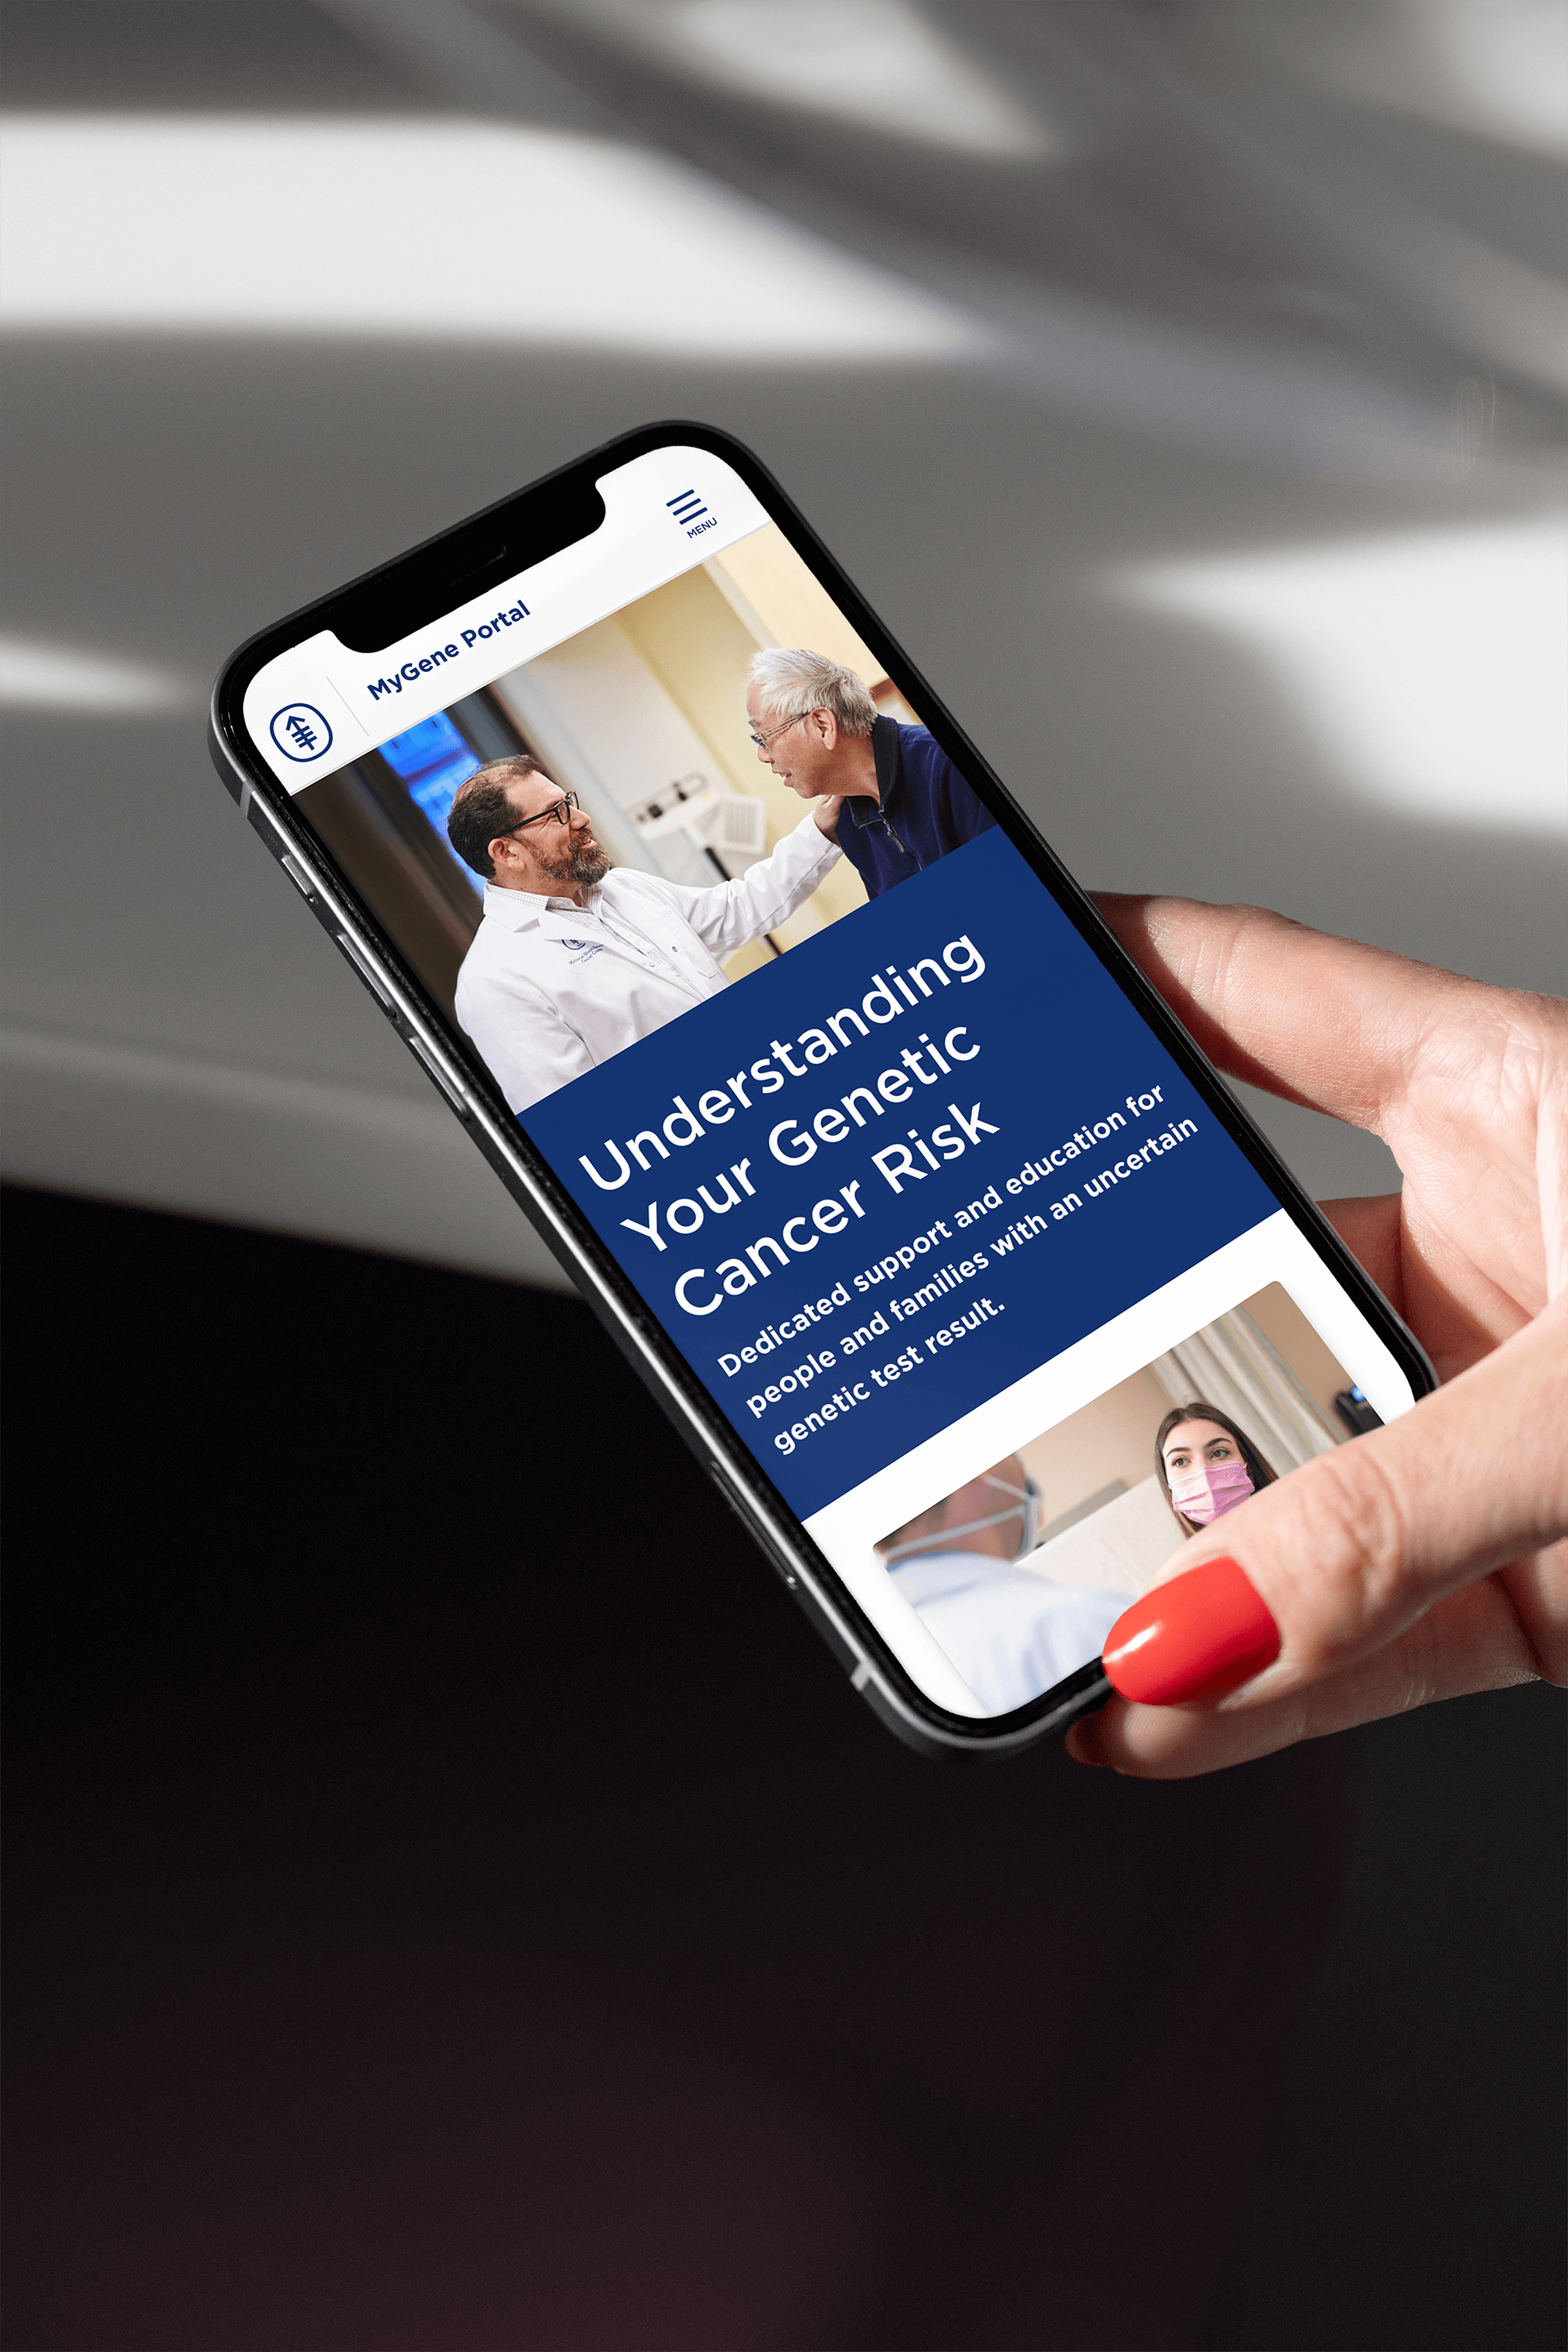 MENU
MyGene Portal
Understanding
Your Genetic
Cancer Risk
Dedicated support and education for
people and families with an uncertain
genetic test result.